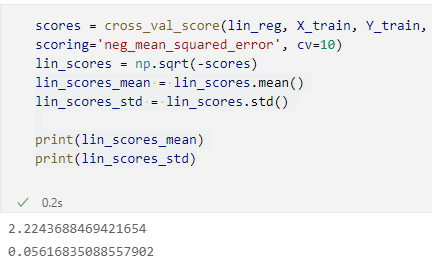 scores = cross_val_score(lin_reg, X_train, Y_train,
scoring='neg_mean_squared_error', cv=10)
lin_scores = np.sqrt(-scores)
lin_scores_mean = lin_scores.mean()
lin_scores_std = lin_scores.std()
print(lin_scores_mean)
print(lin_scores_std)
✓ 0.2s
2.2243688469421654
0.05616835088557902